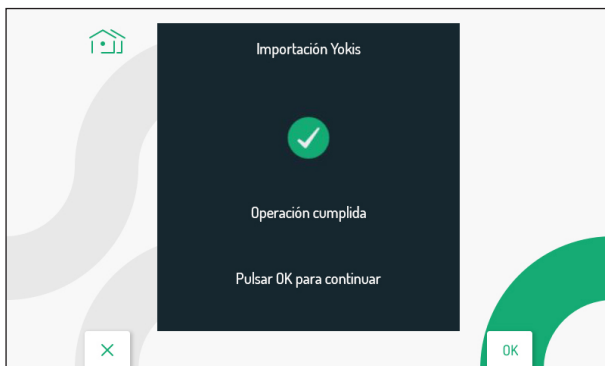 Importación Yokis
Operación cumplida
Pulsar OK para continuar
OK